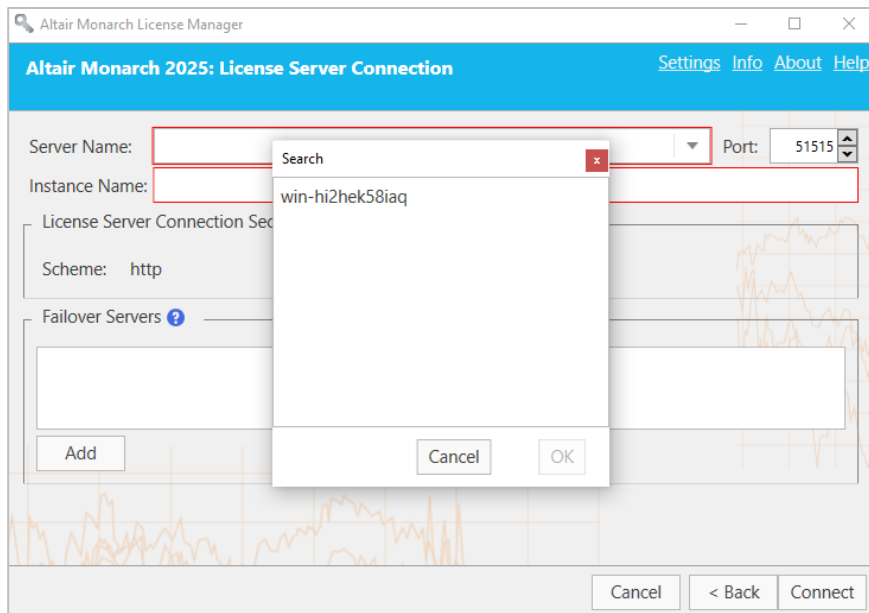 Altair Monarch License Manager
Altair Monarch 2025: License Server Connection
Settings Info About Help
Server Name:
Port: 51515
Instance Name:
Search
x
win-hi2hek58iaq
License Server Connection Sec
Scheme: http
Failover Servers ?
Add
Cancel OK
Cancel < Back Connect